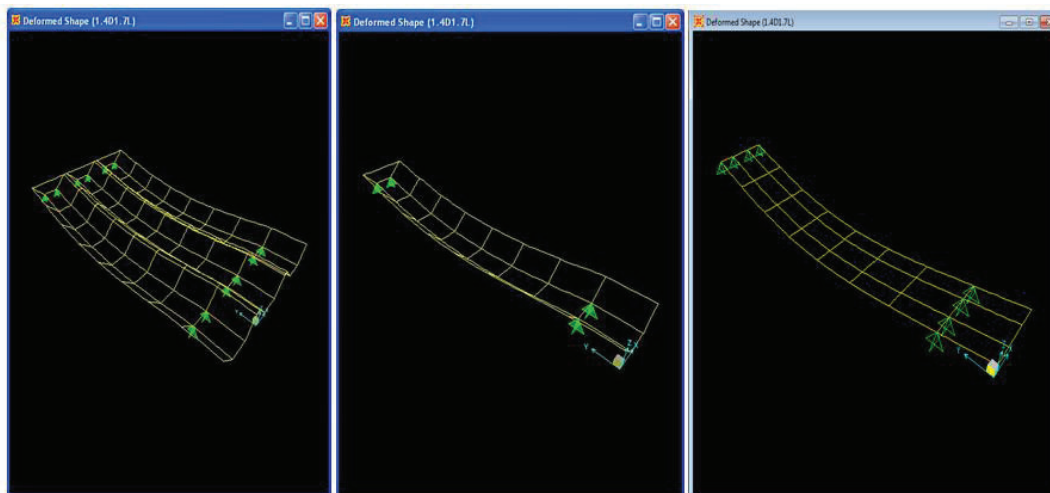 Deformed Shape (1.4D1.7L)
Deformed Shape (1.4D1.7L)
Deformed Shape (1.4D1.7L)
Y
Y
Z X
Y